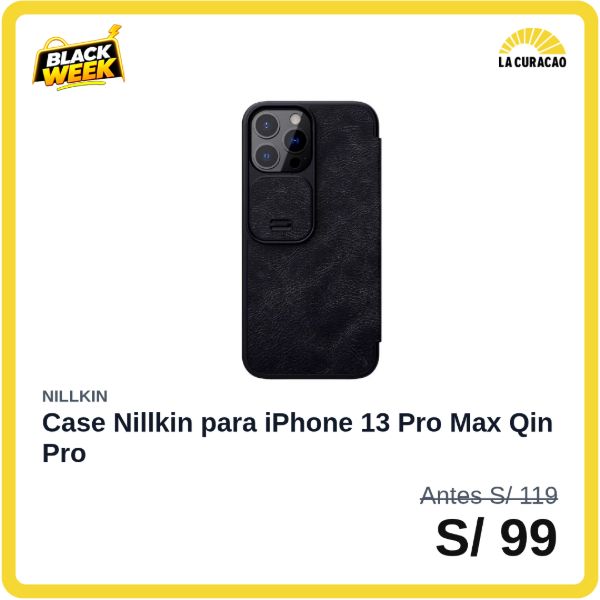 BLACK
WEEK
LA CURACAO
NILLKIN
Case Nillkin para iPhone 13 Pro Max Qin
Pro
Antes S/ 119
S/ 99